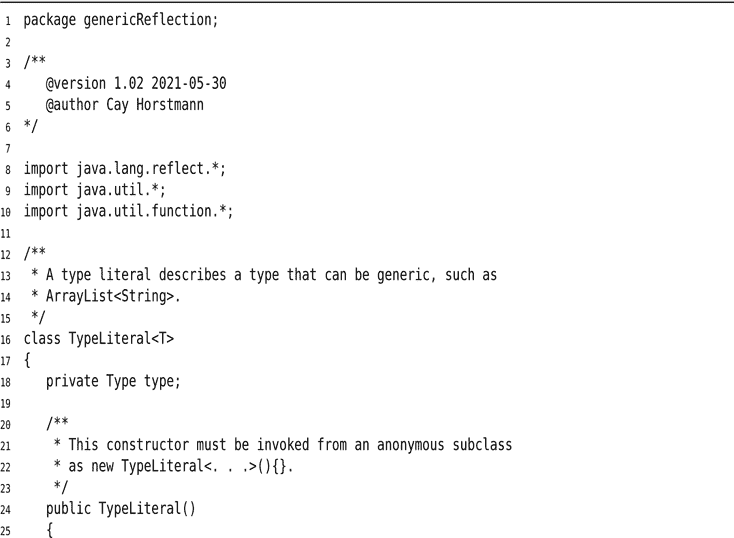 1 package genericReflection;
2
3 /**
4    @version 1.02 2021-05-30
5    @author Cay Horstmann
6 */
7
8 import java.lang.reflect.*;
9 import java.util.*;
10 import java.util.function.*;
11
12 /**
13  * A type literal describes a type that can be generic, such as
14  * ArrayList<String>.
15  */
16 class TypeLiteral<T>
17 {
18    private Type type;
19
20    /**
21     * This constructor must be invoked from an anonymous subclass
22     * as new TypeLiteral<. . .>(){}.
23     */
24    public TypeLiteral()
25    {